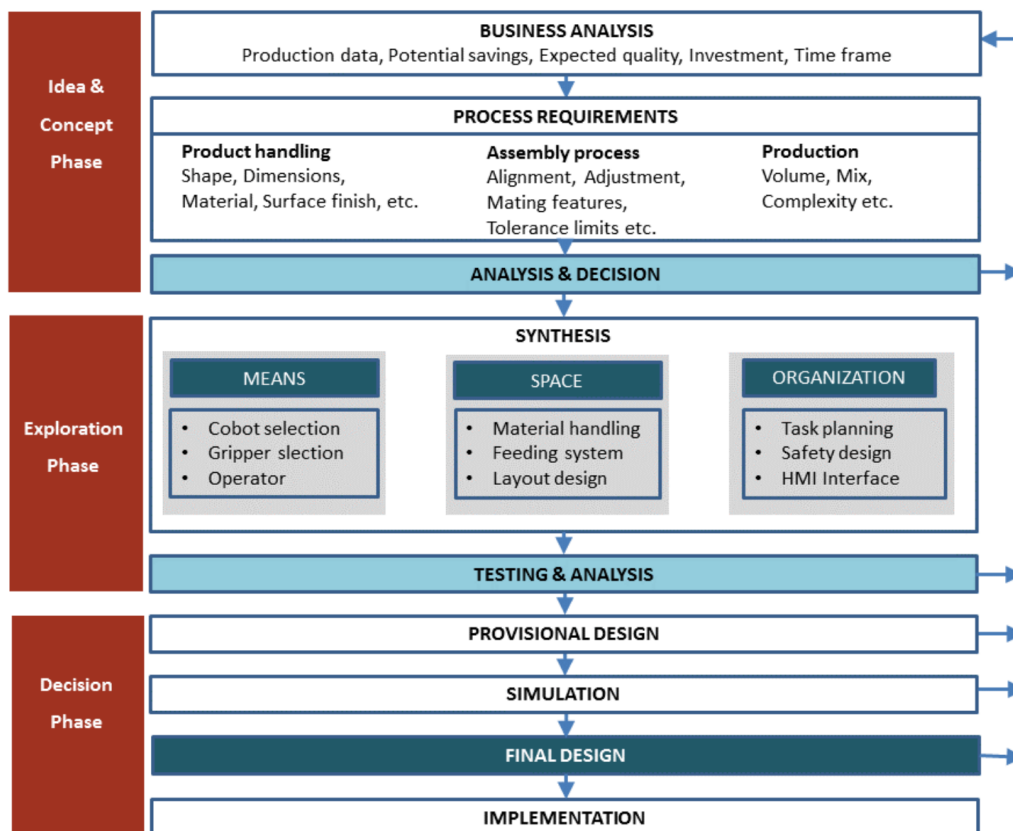 Idea &
Concept
Phase
BUSINESS ANALYSIS
Production data, Potential savings, Expected quality, Investment, Time frame
PROCESS REQUIREMENTS
Product handling
Shape, Dimensions,
Material, Surface finish, etc.
Assembly process
Alignment, Adjustment,
Mating features,
Tolerance limits etc.
Production
Volume, Mix,
Complexity etc.
ANALYSIS & DECISION
Exploration
Phase
SYNTHESIS
MEANS
• Cobot selection
• Gripper slection
• Operator
SPACE
• Material handling
• Feeding system
• Layout design
ORGANIZATION
• Task planning
• Safety design
• HMI Interface
TESTING & ANALYSIS
Decision
Phase
PROVISIONAL DESIGN
SIMULATION
FINAL DESIGN
IMPLEMENTATION